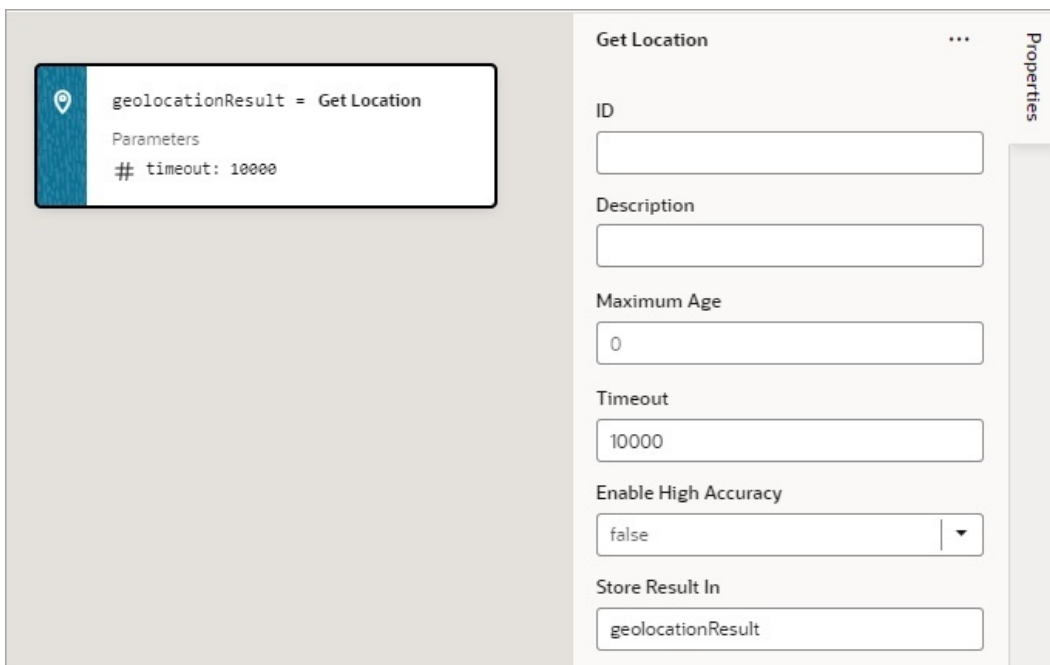 geolocationResult = Get Location
Parameters
# timeout: 10000
Get Location
...
Properties
ID
Description
Maximum Age
0
Timeout
10000
Enable High Accuracy
false
Store Result In
geolocationResult